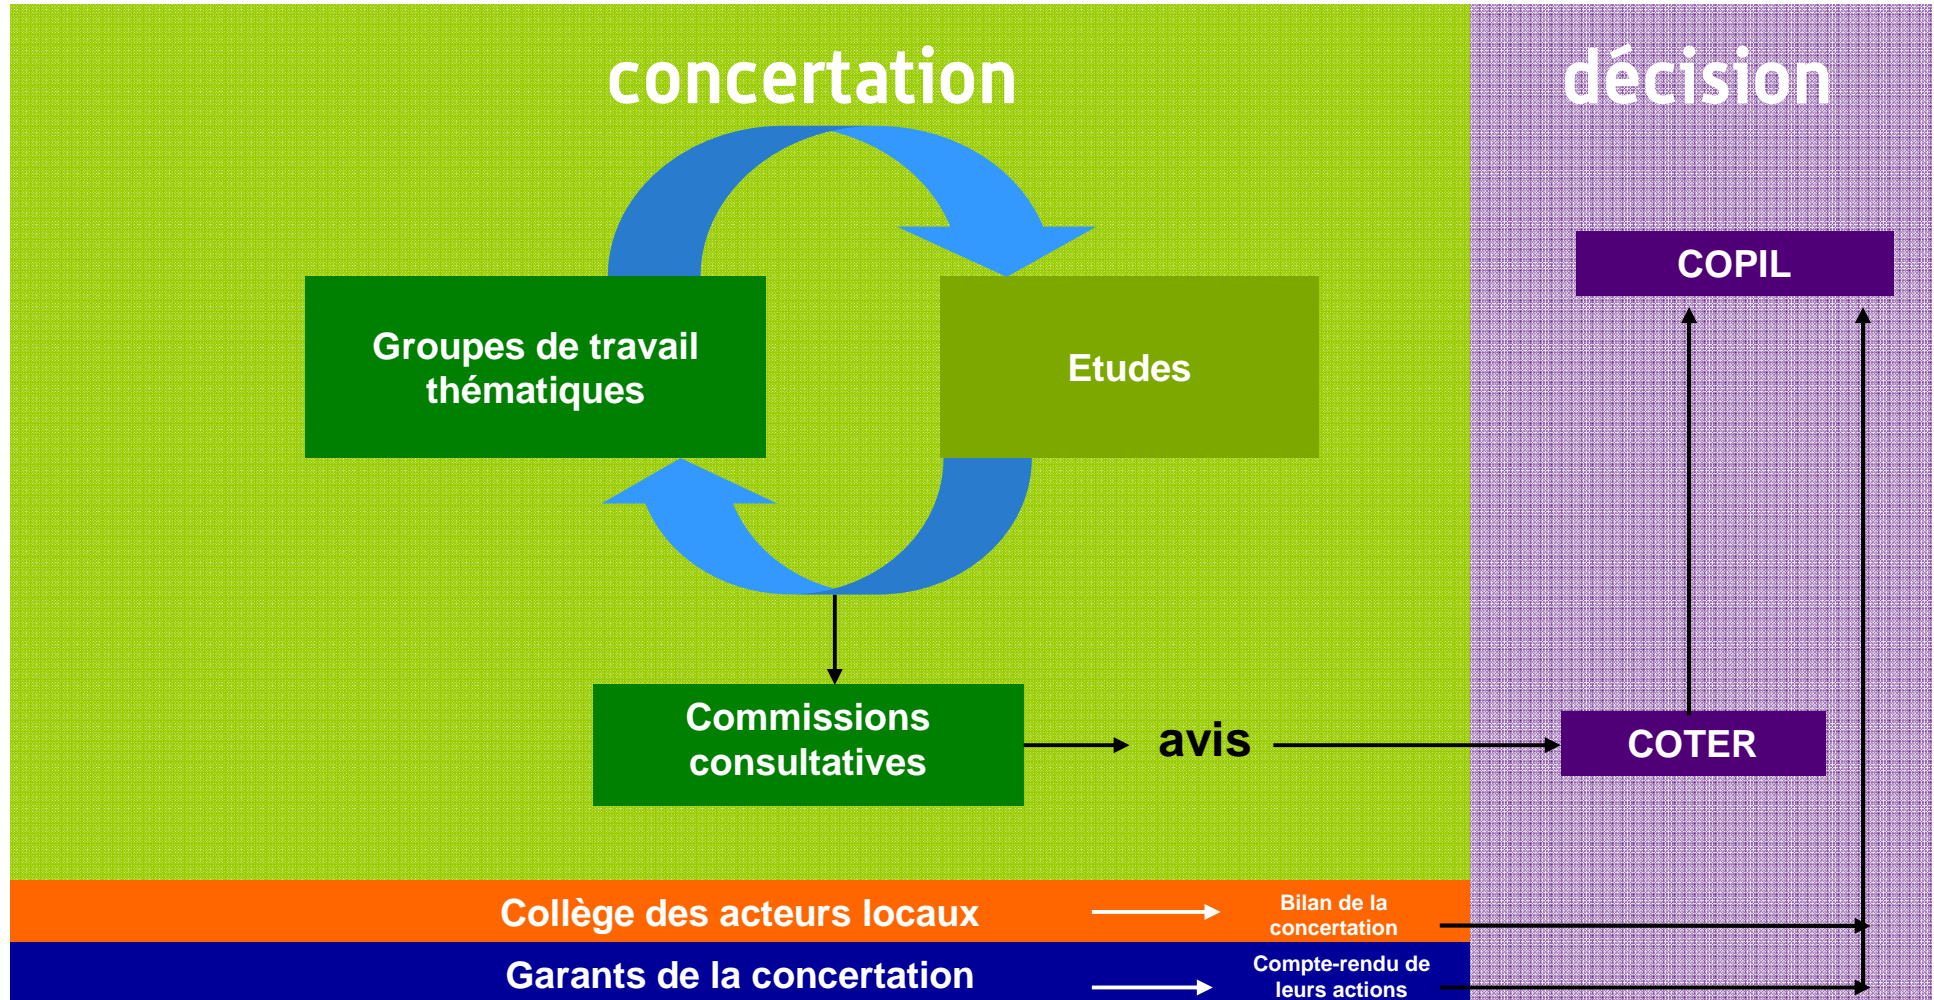 concertation
décision
COPIL
Groupes de travail
thématiques
Etudes
Commissions
consultatives
avis
COTER
Collège des acteurs locaux
Bilan de la
concertation
Garants de la concertation
Compte-rendu de
leurs actions